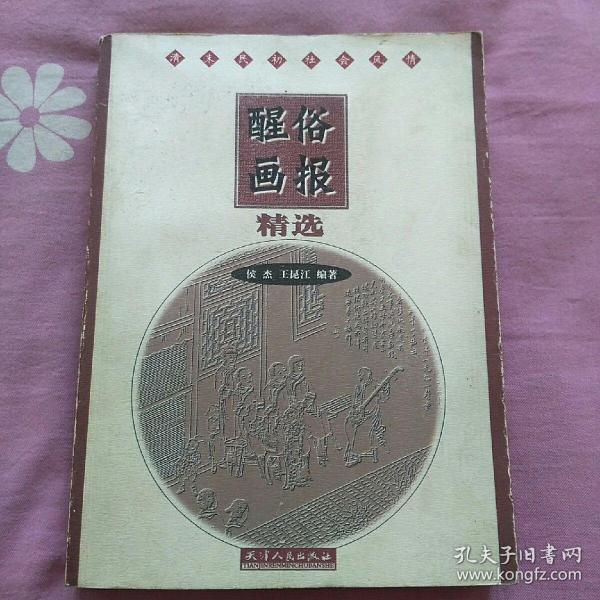 清末民初社会风情
醒俗
画报
精选
侯杰 王昆江 编著
天津人民出版社
TIANJINRENMINCHUBANSHE
孔夫子旧书网
www.kongfz.com